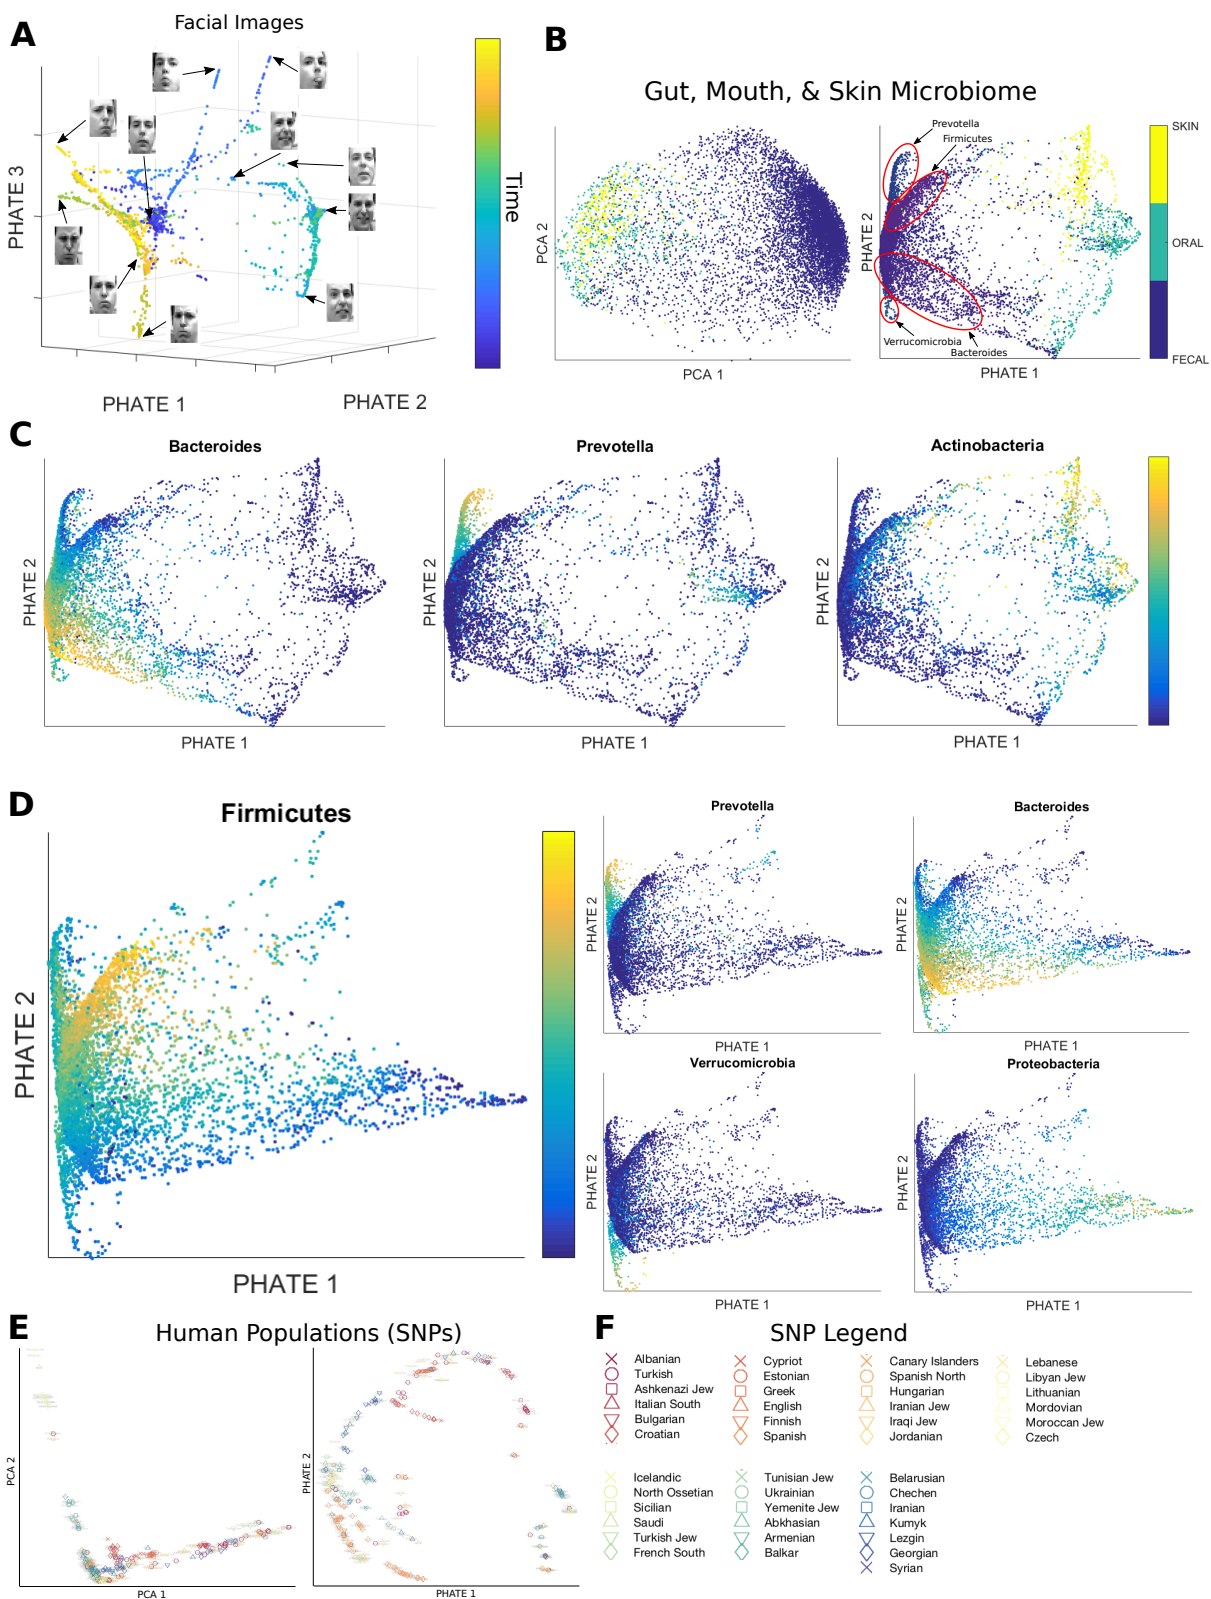 A
Facial Images
PHATE 3
PHATE 1
PHATE 2
Time
B
Gut, Mouth, & Skin Microbiome
PCA 2
PCA 1
Prevotella
Firmicutes
PHATE 2
Verrucomicrobia
Bacteroides
PHATE 1
SKIN
ORAL
FECAL
C
Bacteroides
PHATE 2
PHATE 1
Prevotella
PHATE 2
PHATE 1
Actinobacteria
PHATE 2
PHATE 1
D
Firmicutes
PHATE 2
PHATE 1
Prevotella
PHATE 2
PHATE 1
Bacteroides
PHATE 2
PHATE 1
Verrucomicrobia
PHATE 2
PHATE 1
Proteobacteria
PHATE 2
PHATE 1
E
Human Populations (SNPs)
PCA 2
PCA 1
PHATE 2
PHATE 1
F
SNP Legend
Albanian
Turkish
Ashkenazi Jew
Italian South
Bulgarian
Croatian
Cypriot
Estonian
Greek
English
Finnish
Spanish
Canary Islanders
Spanish North
Hungarian
Iranian Jew
Iraqi Jew
Jordanian
Lebanese
Libyan Jew
Lithuanian
Mordovian
Moroccan Jew
Czech
Icelandic
North Ossetian
Sicilian
Saudi
Turkish Jew
French South
Tunisian Jew
Ukrainian
Yemenite Jew
Abkhasian
Armenian
Balkar
Belarusian
Chechen
Iranian
Kumyk
Lezgin
Georgian
Syrian